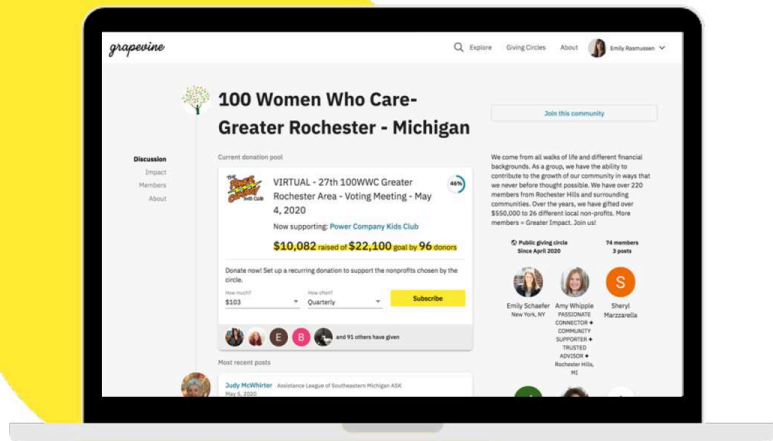 grapevine
Explore
Giving Circles
About
Emily Rasmussen
100 Women Who Care-
Greater Rochester - Michigan
Join this community
Discussion
Impact
Members
About
Current donation pool
VIRTUAL - 27th 100WWC Greater
Rochester Area - Voting Meeting - May
4, 2020
46%
Now supporting: Power Company Kids Club
$10,082 raised of $22,100 goal by 96 donors
Donate now! Set up a recurring donation to support the nonprofits chosen by the
circle.
How much?
$103
How often?
Quarterly
Subscribe
E
B
and 91 others have given
Most recent posts
Judy McWhirter Assistance League of Southeastern Michigan ASK
May 5, 2020
We come from all walks of life and different financial
backgrounds. As a group, we have the ability to
contribute to the growth of our community in ways that
we never before thought possible. We have over 220
members from Rochester Hills and surrounding
communities. Over the years, we have gifted over
$550,000 to 26 different local non-profits. More
members = Greater Impact. Join us!
Public giving circle
Since April 2020
74 members
3 posts
S
Emily Schaefer
New York, NY
Amy Whipple
PASSIONATE
CONNECTOR
COMMUNITY
SUPPORTER
TRUSTED
ADVISOR
Rochester Hills,
MI
Sheryl
Marzzarella